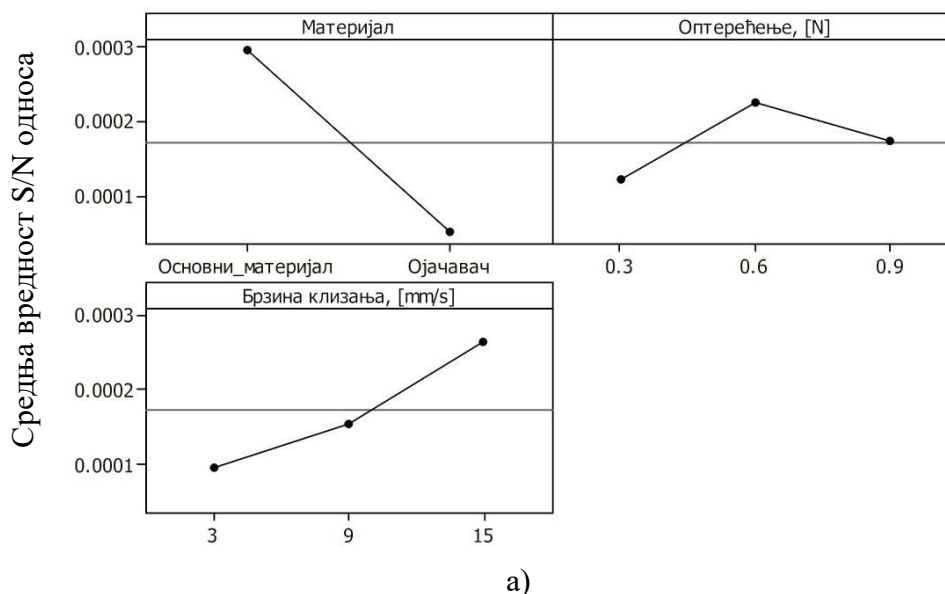 Средња вредност S/N односа
Материјал
Оптерећење, [N]
0.0003
0.0002
0.0001
Основни_материјал
Ојачавач
0.3
0.6
0.9
Брзина клизања, [mm/s]
0.0003
0.0002
0.0001
3
9
15
а)